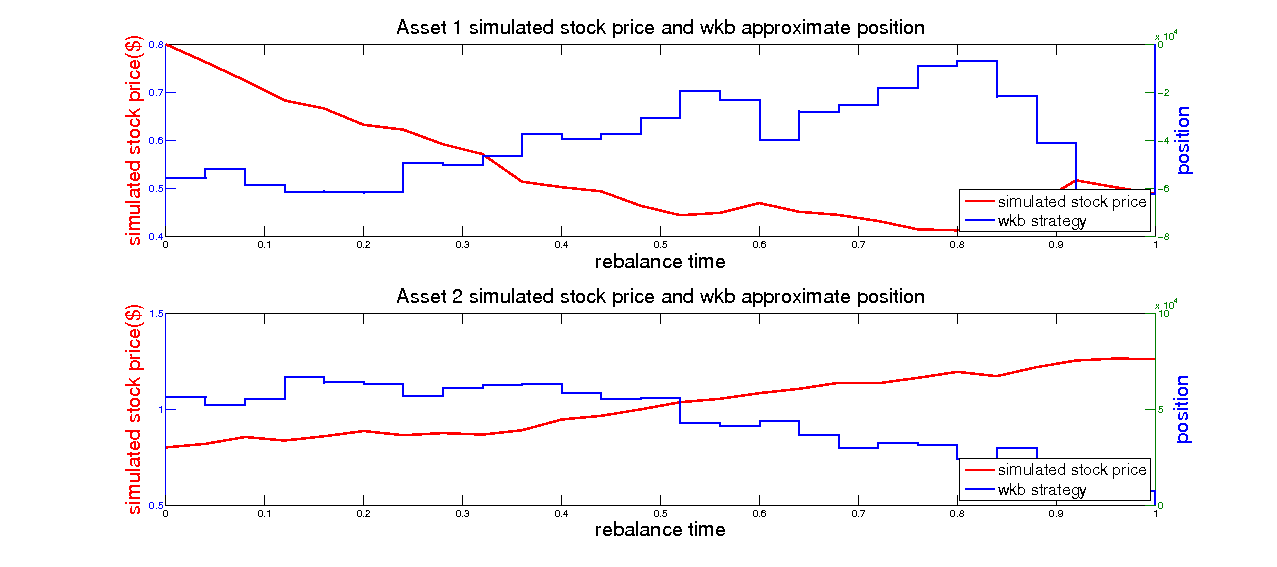 Asset 1 simulated stock price and wkb approximate position
x 10^4
simulated stock price($)
0.8
0.7
0.6
0.5
0.4
0
-2
-4
-6
-8
position
simulated stock price
wkb strategy
0 0.1 0.2 0.3 0.4 0.5 0.6 0.7 0.8 0.9 1
rebalance time
Asset 2 simulated stock price and wkb approximate position
x 10^4
simulated stock price($)
1.5
1
0.5
10
5
0
position
simulated stock price
wkb strategy
0 0.1 0.2 0.3 0.4 0.5 0.6 0.7 0.8 0.9 1
rebalance time